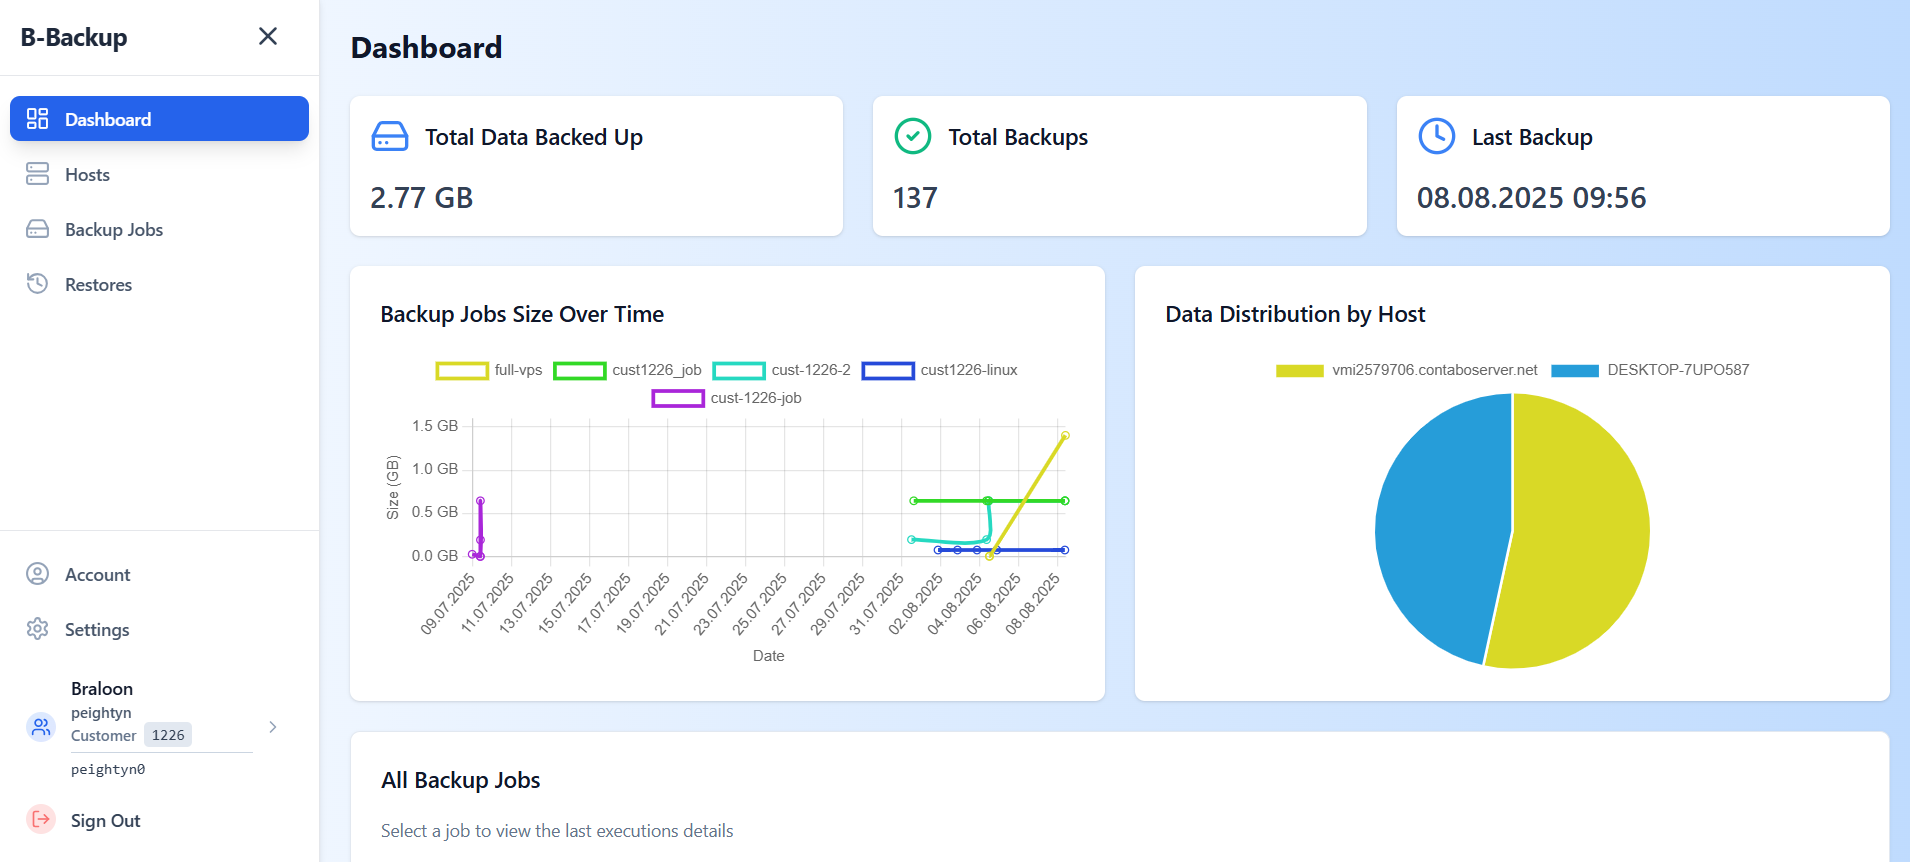 B-Backup
Dashboard
Hosts
Backup Jobs
Restores
Account
Settings
Braloon
peightyn
Customer 1226
peightyn0
Sign Out
Dashboard
Total Data Backed Up
2.77 GB
Total Backups
137
Last Backup
08.08.2025 09:56
Backup Jobs Size Over Time
full-vps cust1226_job cust-1226-2 cust1226-linux
cust-1226-job
Size (GB)
1.5 GB
1.0 GB
0.5 GB
0.0 GB
09.07.2025 11.07.2025 13.07.2025 15.07.2025 17.07.2025 19.07.2025 21.07.2025 23.07.2025 25.07.2025 27.07.2025 29.07.2025 31.07.2025 02.08.2025 04.08.2025 06.08.2025 08.08.2025
Date
Data Distribution by Host
vmi2579706.contaboserver.net DESKTOP-7UPO587
All Backup Jobs
Select a job to view the last executions details